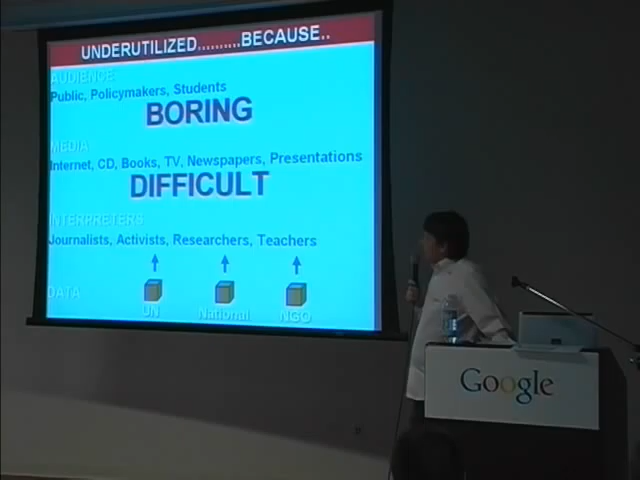 UNDERUTILIZED..........BECAUSE..
AUDIENCE
Public, Policymakers, Students
BORING
MEDIA
Internet, CD, Books, TV, Newspapers, Presentations
DIFFICULT
INTERPRETERS
Journalists, Activists, Researchers, Teachers
DATA
UN National NGO
Google